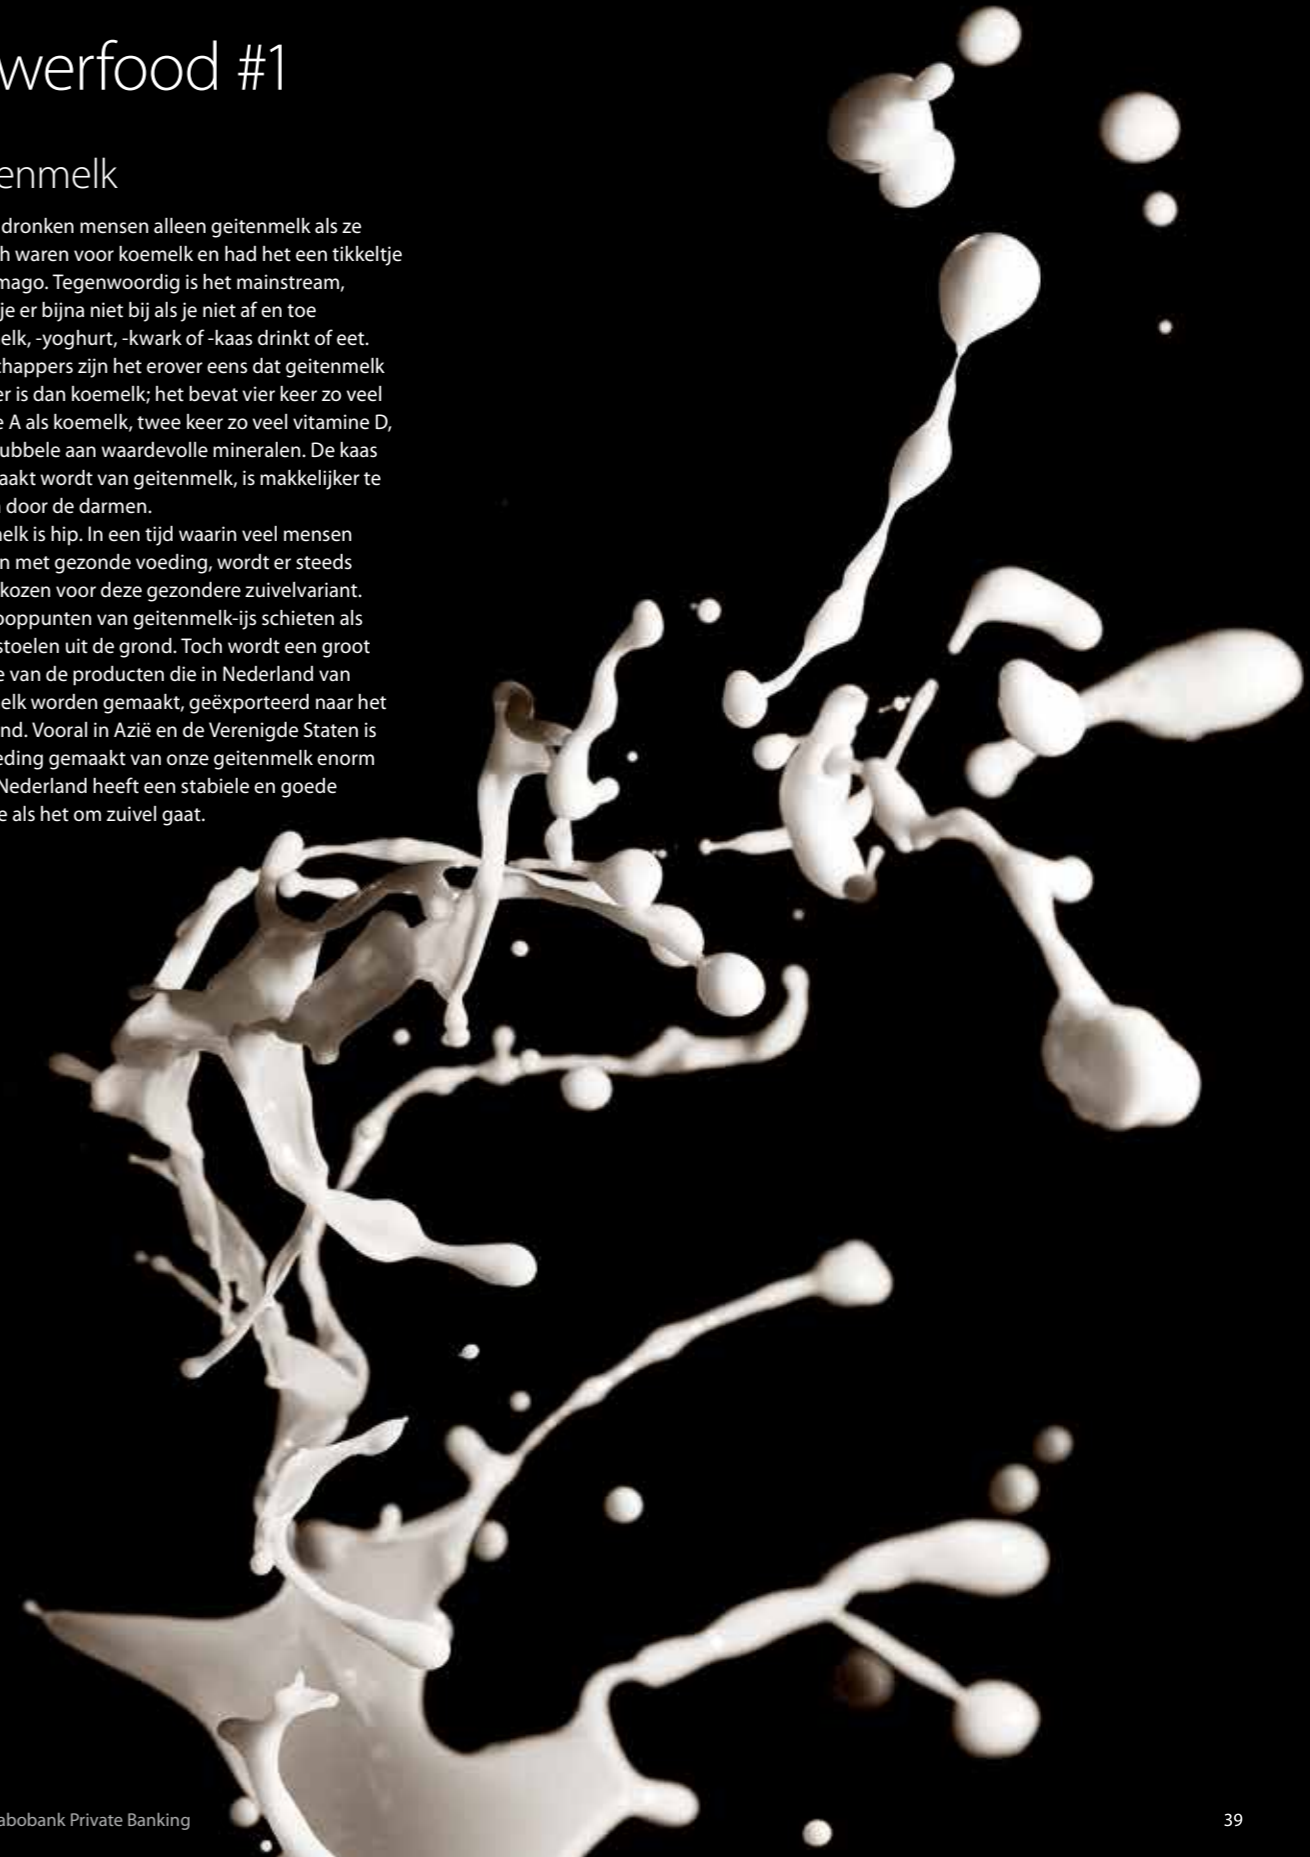 werfood #1
enmelk
dronken mensen alleen geitenmelk als ze
h waren voor koemelk en had het een tikkeltje
mago. Tegenwoordig is het mainstream,
je er bijna niet bij als je niet af en toe
elk, -yoghurt, -kwark of -kaas drinkt of eet.
chappers zijn het erover eens dat geitenmelk
er is dan koemelk; het bevat vier keer zo veel
e A als koemelk, twee keer zo veel vitamine D,
ubbele aan waardevolle mineralen. De kaas
aakt wordt van geitenmelk, is makkelijker te
door de darmen.
nelk is hip. In een tijd waarin veel mensen
n met gezonde voeding, wordt er steeds
kozen voor deze gezondere zuivelvariant.
ooppunten van geitenmelk-ijs schieten als
stoelen uit de grond. Toch wordt een groot
e van de producten die in Nederland van
elk worden gemaakt, geëxporteerd naar het
nd. Vooral in Azië en de Verenigde Staten is
eding gemaakt van onze geitenmelk enorm
Nederland heeft een stabiele en goede
e als het om zuivel gaat.
abobank Private Banking
39